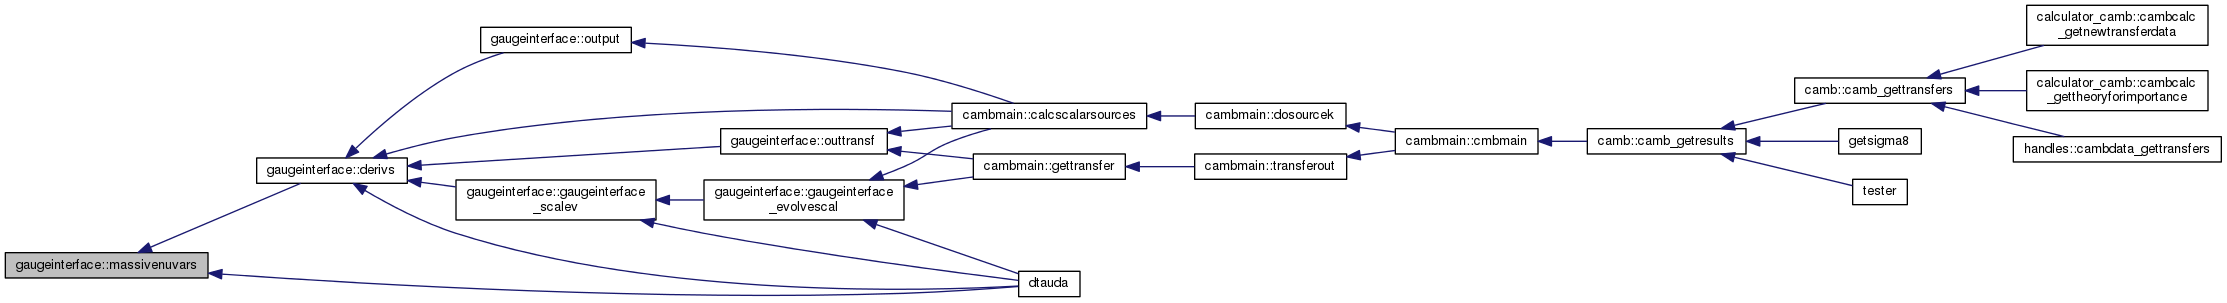 gaugeinterface::massivenuvars
gaugeinterface::derivs
gaugeinterface::output
gaugeinterface::outtransf
gaugeinterface::gaugeinterface
_scalev
gaugeinterface::gaugeinterface
_evolvescal
cambmain::calcscalarsources
cambmain::gettransfer
dtauda
cambmain::dosourcek
cambmain::transferout
cambmain::cmbmain
camb::camb_getresults
camb::camb_gettransfers
getsigma8
tester
calculator_camb::cambcalc
_getnewtransferdata
calculator_camb::cambcalc
_gettheoryforimportance
handles::cambdata_gettransfers